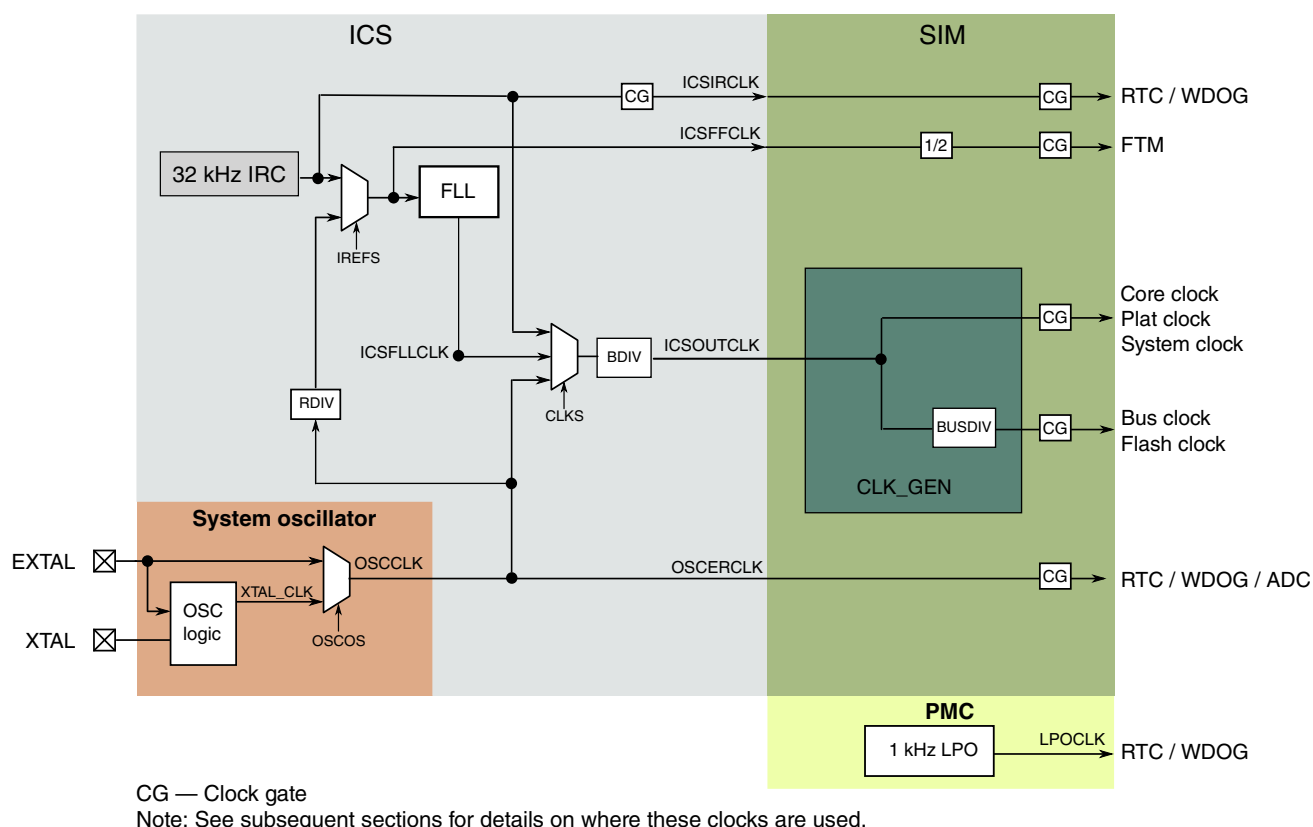 ICS
SIM
CG
ICSIRCLK
CG
RTC / WDOG
ICSFFCLK
1/2
CG
FTM
32 kHz IRC
FLL
IREFS
Core clock
CG
Plat clock
System clock
ICSFLLCLK
BDIV
ICSOUTCLK
RDIV
CLKS
BUSDIV
CG
Bus clock
Flash clock
CLK_GEN
System oscillator
EXTAL
OSCCLK
OSCERCLK
CG
RTC / WDOG / ADC
XTAL_CLK
OSC
logic
XTAL
OSCOS
PMC
1 kHz LPO
LPOCLK
RTC / WDOG
CG — Clock gate
Note: See subsequent sections for details on where these clocks are used.